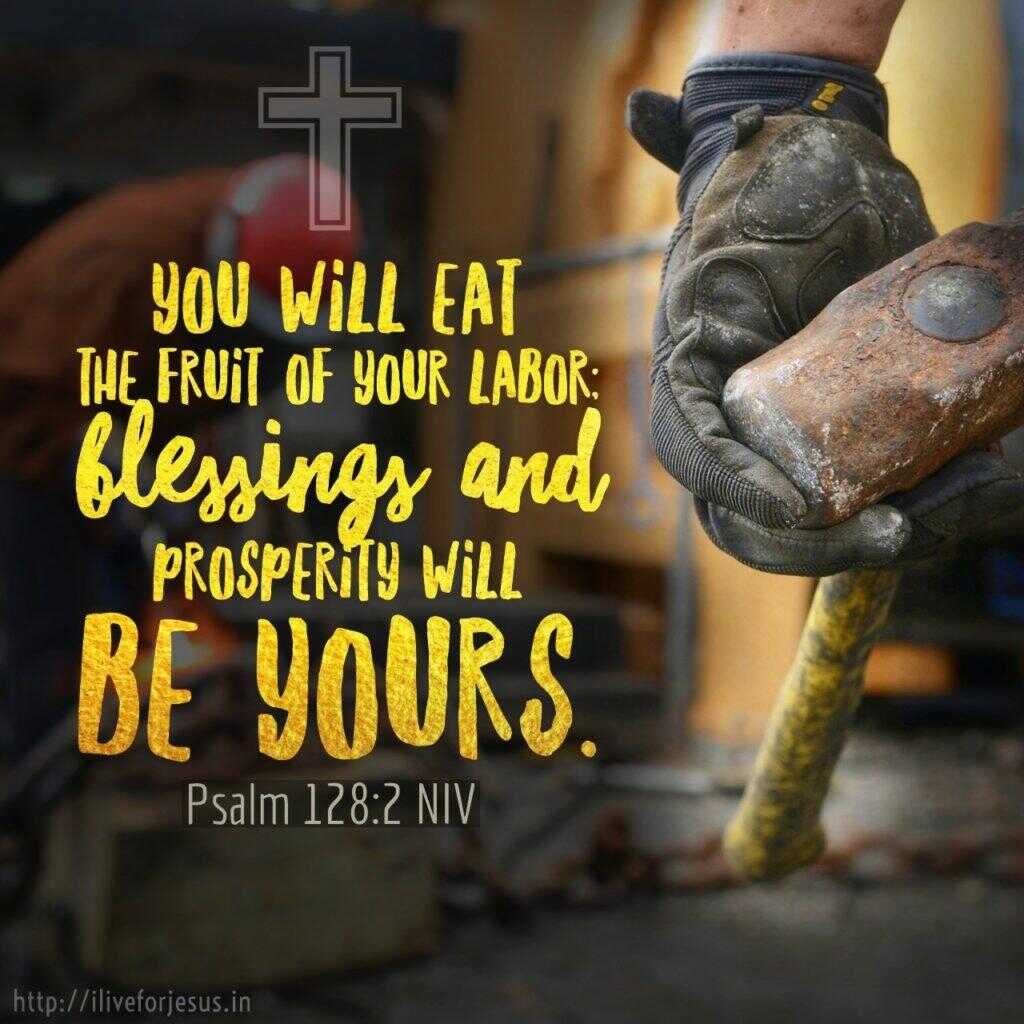 YOU WILL EAT
THE FRUIT OF YOUR LABOR;
blessings and
PROSPERITY WILL
BE YOURS.
Psalm 128:2 NIV
http://iliveforjesus.in